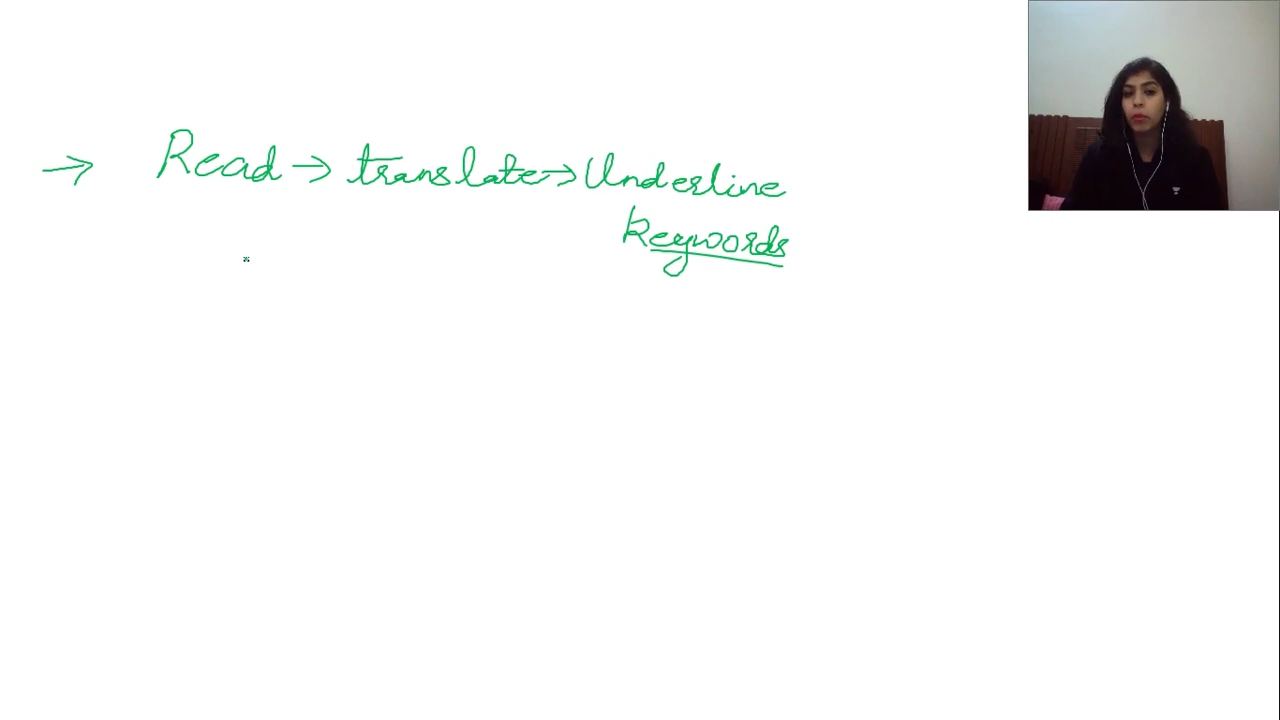 → Read → translate → Underline
keywords